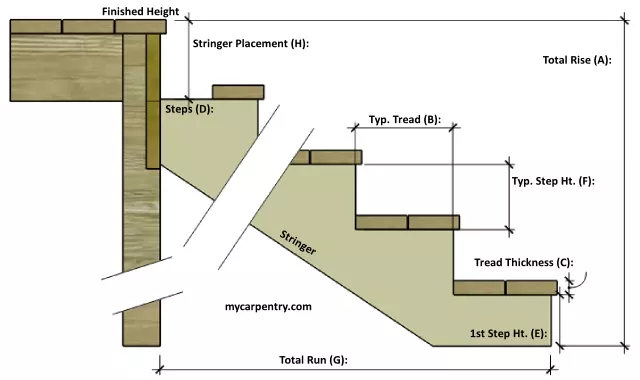 Finished Height
Stringer Placement (H):
Total Rise (A):
Steps (D):
Typ. Tread (B):
Typ. Step Ht. (F):
Stringer
Tread Thickness (C):
mycarpentry.com
1st Step Ht. (E):
Total Run (G):